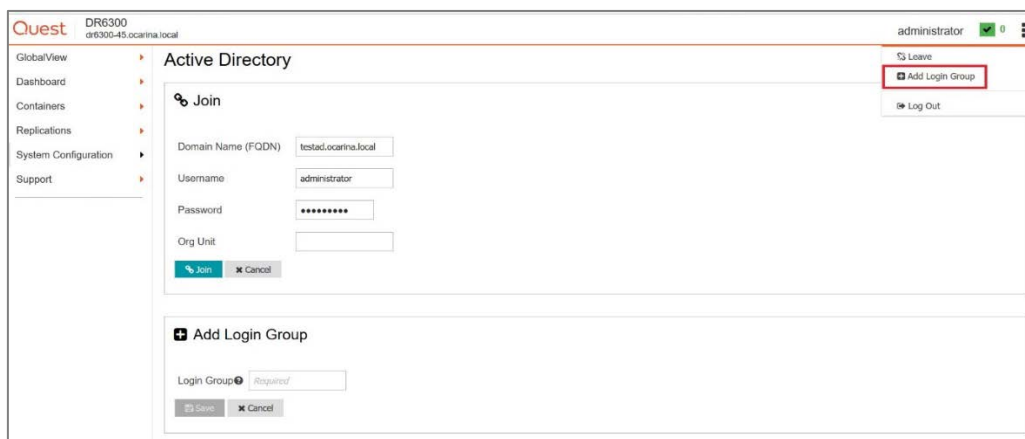 Quest
DR6300
dr6300-45.ocarina.local
administrator 0
GlobalView
Dashboard
Containers
Replications
System Configuration
Support
Active Directory
Join
Domain Name (FQDN) testad.ocarina.local
Username administrator
Password •••••••••
Org Unit
Join Cancel
Add Login Group
Login Group Required
Save Cancel
Leave
Add Login Group
Log Out